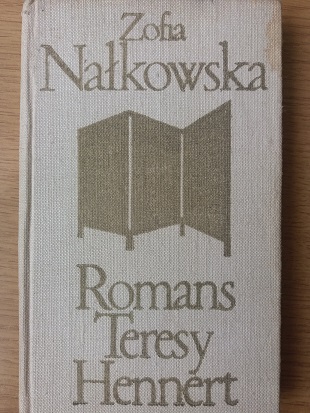 Zofia
Nałkowska
Romans
Teresy
Hennert